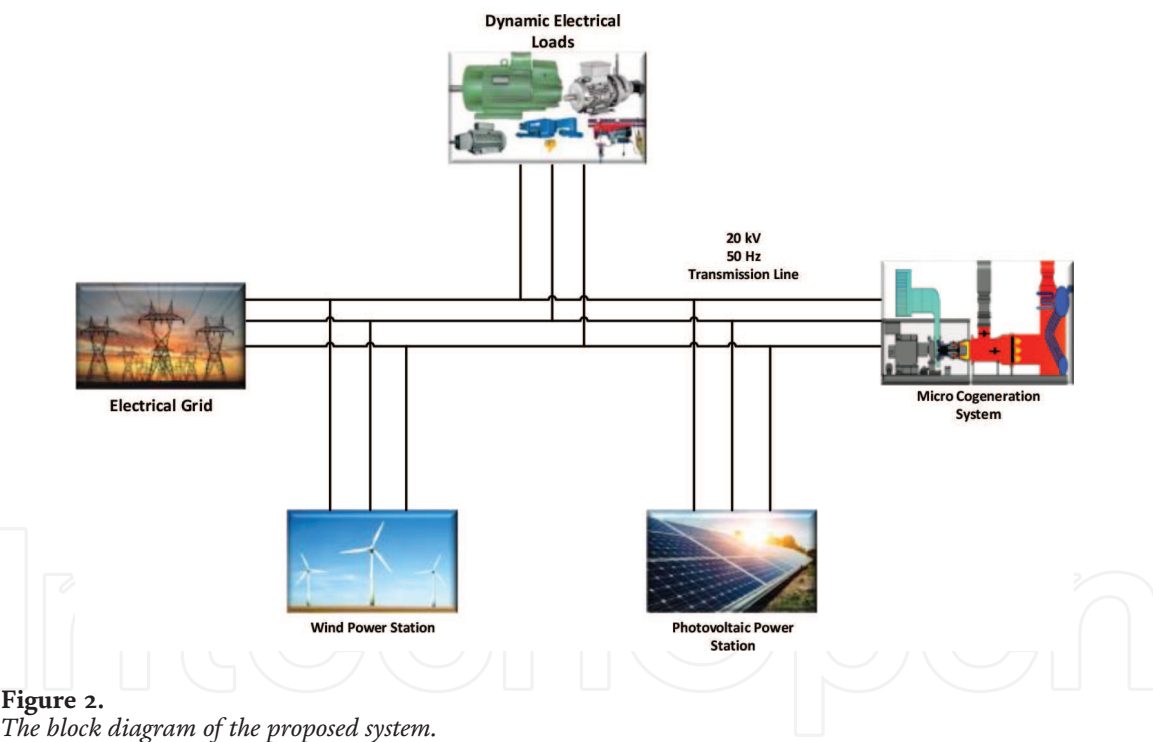 Dynamic Electrical
Loads
20 kV
50 Hz
Transmission Line
Electrical Grid
Micro Cogeneration
System
Wind Power Station
Photovoltaic Power
Station
IntechOpen
Figure 2.
The block diagram of the proposed system.